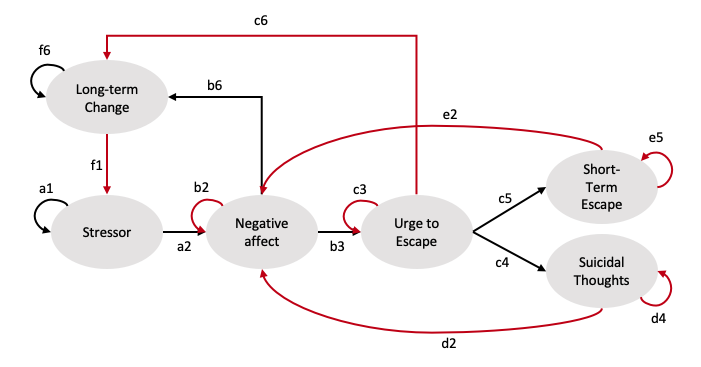 c6
f6
Long-term
Change
b6
e2
e5
f1
Short-
Term
Escape
a1
b2
c3
c5
Stressor
a2
Negative
affect
b3
Urge to
Escape
c4
Suicidal
Thoughts
d4
d2